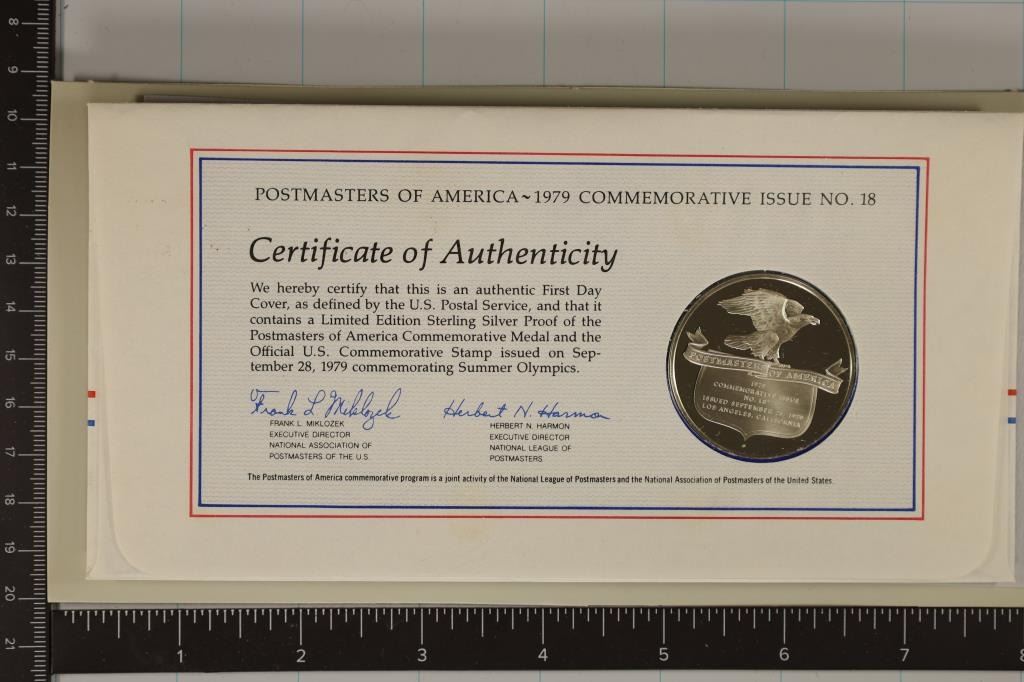 POSTMASTERS OF AMERICA~1979 COMMEMORATIVE ISSUE NO. 18
Certificate of Authenticity
We hereby certify that this is an authentic First Day
Cover, as defined by the U.S. Postal Service, and that it
contains a Limited Edition Sterling Silver Proof of the
Postmasters of America Commemorative Medal and the
Official U.S. Commemorative Stamp issued on Sep-
tember 28, 1979 commemorating Summer Olympics.
Frank L Miklozek
FRANK L. MIKLOZEK
EXECUTIVE DIRECTOR
NATIONAL ASSOCIATION OF
POSTMASTERS OF THE U.S.
Herbert N. Harmon
HERBERT N. HARMON
EXECUTIVE DIRECTOR
NATIONAL LEAGUE OF
POSTMASTERS
The Postmasters of America commemorative program is a joint activity of the National League of Postmasters and the National Association of Postmasters of the United States.
POSTMASTERS OF AMERICA
1979
COMMEMORATIVE ISSUE
NO. 18
ISSUED SEPTEMBER 28, 1979
LOS ANGELES, CALIFORNIA
8
9
10
11
12
13
14
15
16
17
18
19
20
21
1 2 3 4 5 6 7 8